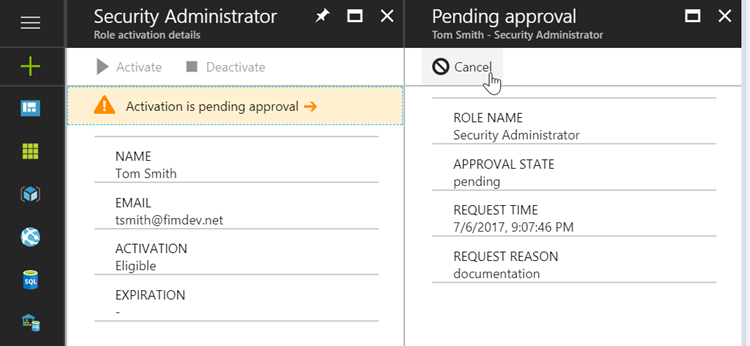 Security Administrator
Role activation details
Activate
Deactivate
Activation is pending approval
NAME
Tom Smith
EMAIL
tsmith@fimdev.net
ACTIVATION
Eligible
EXPIRATION
-
SQL
Pending approval
Tom Smith - Security Administrator
Cancel
ROLE NAME
Security Administrator
APPROVAL STATE
pending
REQUEST TIME
7/6/2017, 9:07:46 PM
REQUEST REASON
documentation